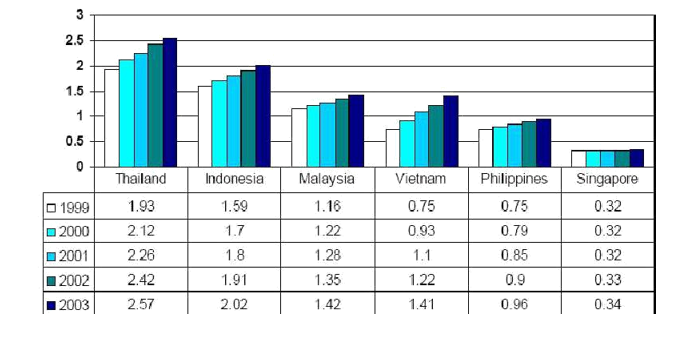 3
2.5
2
1.5
1
0.5
0
Thailand Indonesia Malaysia Vietnam Philippines Singapore
1999 1.93 1.59 1.16 0.75 0.75 0.32
2000 2.12 1.7 1.22 0.93 0.79 0.32
2001 2.26 1.8 1.28 1.1 0.85 0.32
2002 2.42 1.91 1.35 1.22 0.9 0.33
2003 2.57 2.02 1.42 1.41 0.96 0.34